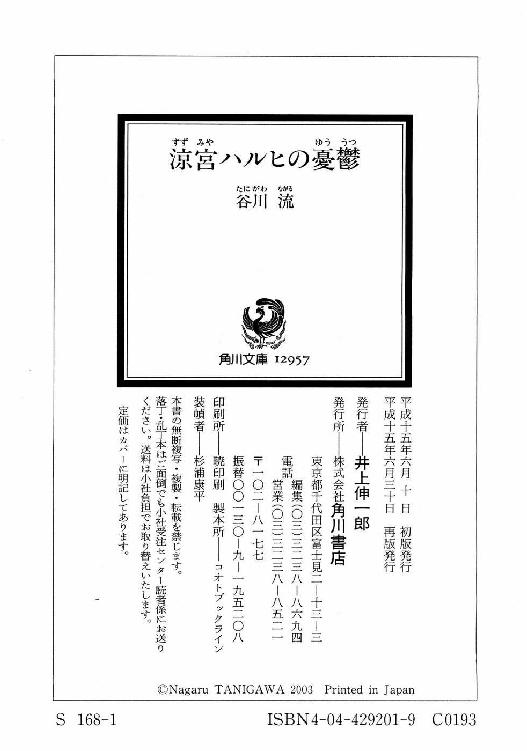 すずみや ゆううつ
涼宮ハルヒの憂鬱
たにがわ ながる
谷川 流
角川文庫 12957
平成十五年六月 十 日 初版発行
平成十五年六月三十日 再版発行
発行者──井上伸一郎
発行所──株式会社角川書店
東京都千代田区富士見二─十三─三
電話 編集(〇三)三二三八─八六九四
営業(〇三)三二三八─八五二一
〒一〇二─八一七七
振替〇〇一三〇─九─一九五二〇八
印刷所──暁印刷 製本所──コオトブックライン
装幀者──杉浦康平
本書の無断複写・複製・転載を禁じます。
落丁・乱丁本はご面倒でも小社受注センター読者係にお送り
ください。送料は小社負担でお取り替えいたします。
定価はカバーに明記してあります。
©Nagaru TANIGAWA 2003 Printed in Japan
S 168-1 ISBN4-04-429201-9 C0193